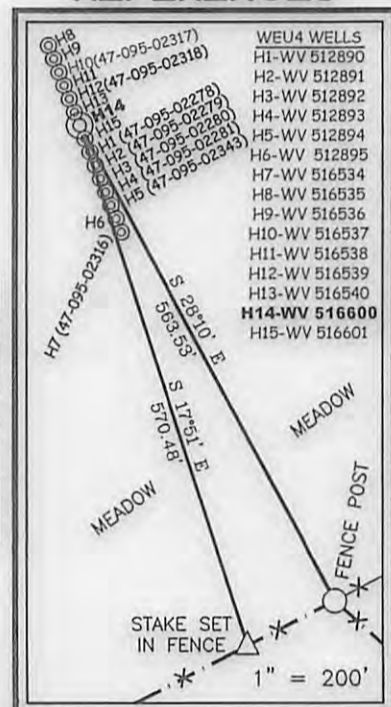 H8
H9
H10(47-095-02317)
H11
H12(47-095-02318)
H13
H14
H15
H1 (47-095-02278)
H2 (47-095-02279)
H3 (47-095-02280)
H4 (47-095-02281)
H5 (47-095-02343)
H6
H7 (47-095-02316)
WEU4 WELLS
H1-WV 512890
H2-WV 512891
H3-WV 512892
H4-WV 512893
H5-WV 512894
H6-WV 512895
H7-WV 516534
H8-WV 516535
H9-WV 516536
H10-WV 516537
H11-WV 516538
H12-WV 516539
H13-WV 516540
H14-WV 516600
H15-WV 516601
S 28°10' E
563.53'
S 17°51' E
570.48'
MEADOW
MEADOW
FENCE POST
STAKE SET
IN FENCE
1" = 200'